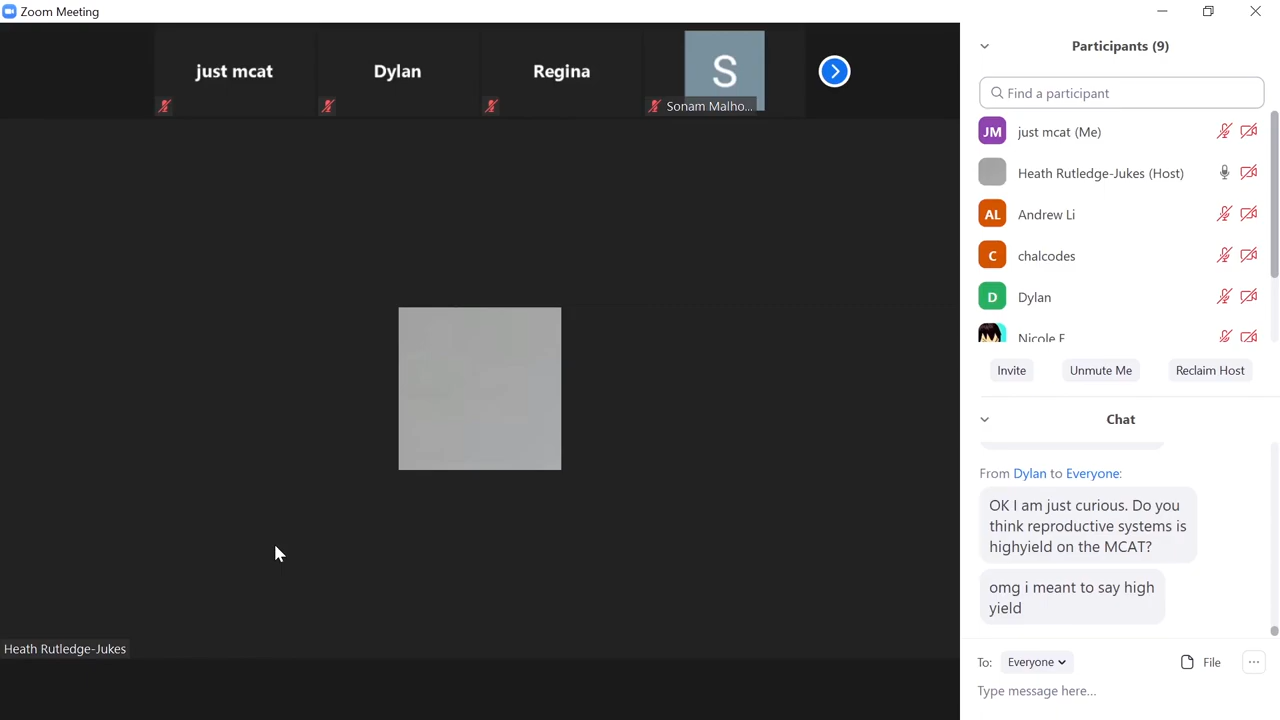 Zoom Meeting
just mcat
Dylan
Regina
S
Sonam Malho...
Heath Rutledge-Jukes
Participants (9)
Find a participant
JM just mcat (Me)
Heath Rutledge-Jukes (Host)
AL Andrew Li
C chalcodes
D Dylan
Nicole F
Invite Unmute Me Reclaim Host
Chat
From Dylan to Everyone:
OK I am just curious. Do you
think reproductive systems is
highyield on the MCAT?
omg i meant to say high
yield
To: Everyone File ...
Type message here...